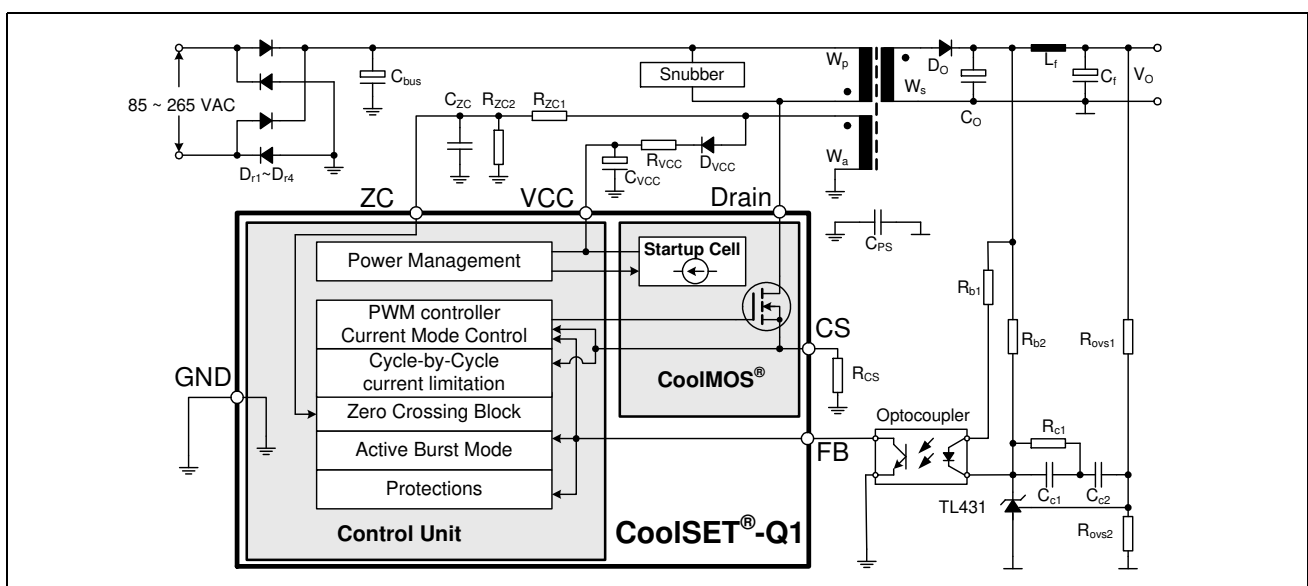 85 ~ 265 VAC
Dr1~Dr4
Cbus
Snubber
Wp
Ws
Wa
DO
CO
Lf
Cf
VO
CZC
RZC2
RZC1
RVCC
DVCC
CVCC
ZC
VCC
Drain
CPS
Power Management
Startup Cell
PWM controller
Current Mode Control
Cycle-by-Cycle
current limitation
Zero Crossing Block
Active Burst Mode
Protections
Control Unit
CoolMOS®
CoolSET®-Q1
GND
CS
RCS
FB
Optocoupler
Rb1
Rb2
Rovs1
Rc1
Cc1
Cc2
TL431
Rovs2